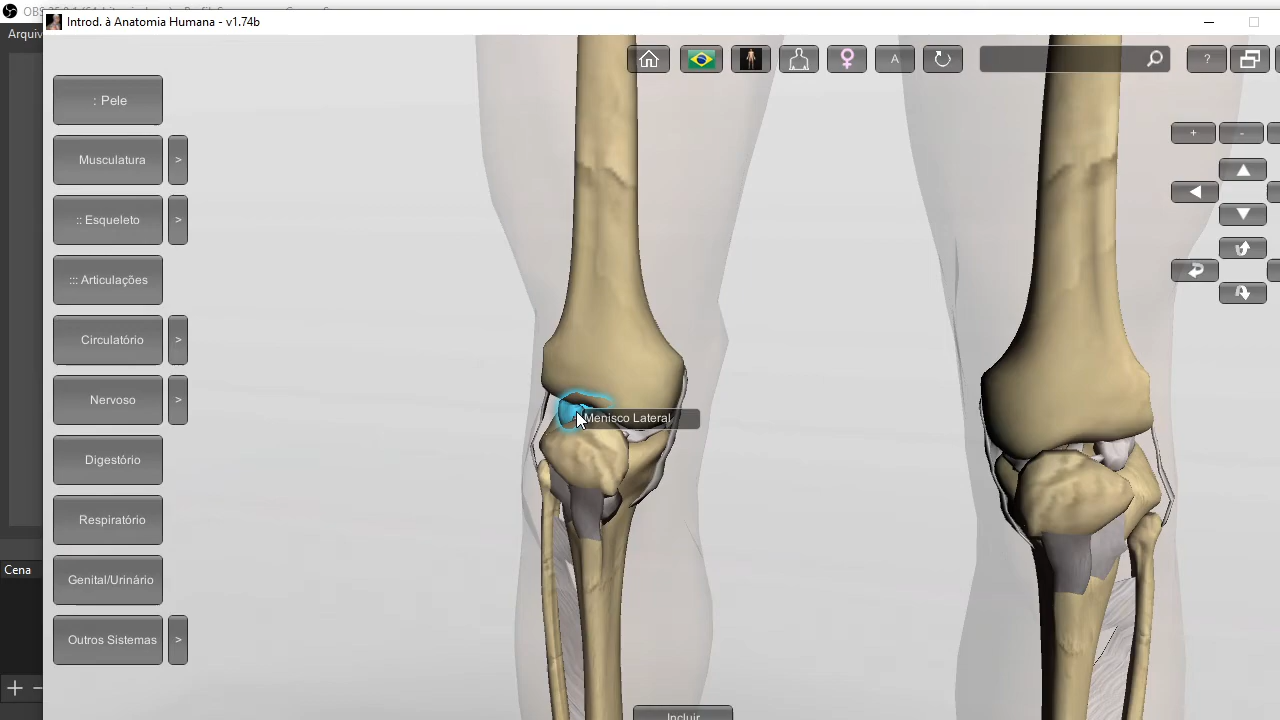 Introd. à Anatomia Humana - v1.74b
Arquiv
A
?
+
-
: Pele
Musculatura >
:: Esqueleto >
::: Articulações
Circulatório >
Nervoso >
Menisco Lateral
Digestório
Respiratório
Cena
Genital/Urinário
Outros Sistemas >
Incluir